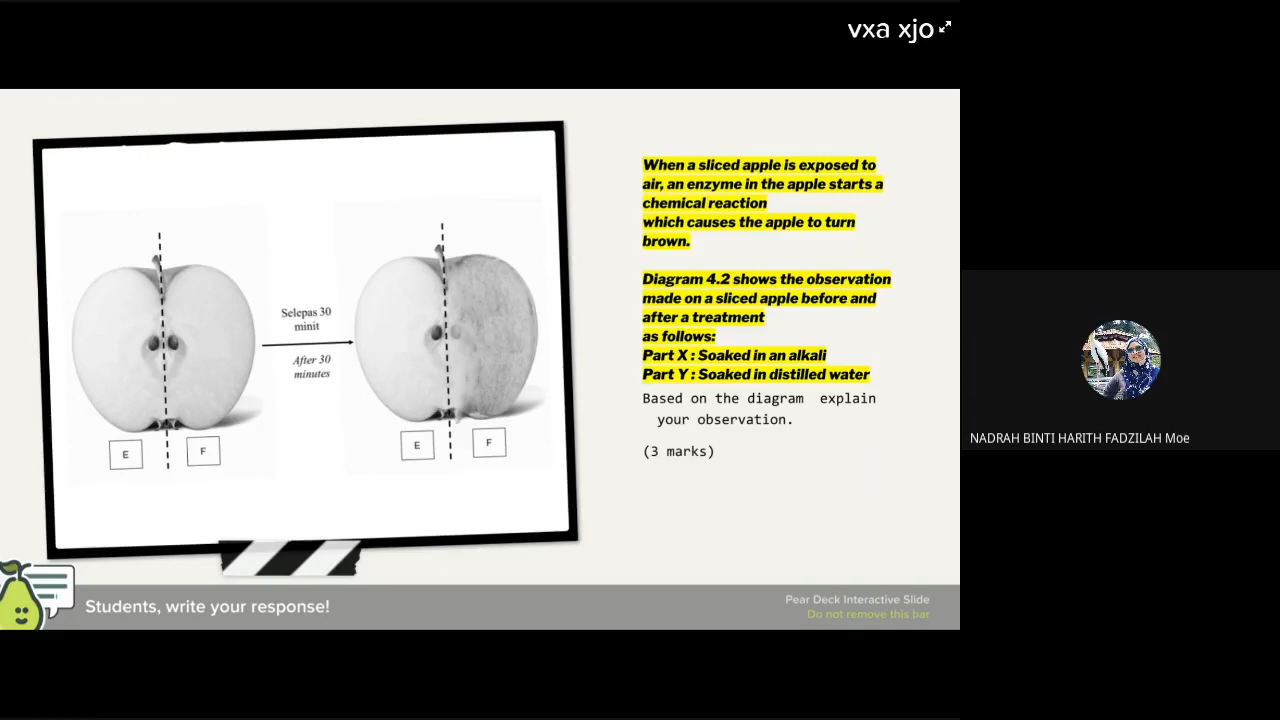 vxa xjo
When a sliced apple is exposed to
air, an enzyme in the apple starts a
chemical reaction
which causes the apple to turn
brown.
Diagram 4.2 shows the observation
made on a sliced apple before and
after a treatment
as follows:
Part X : Soaked in an alkali
Part Y : Soaked in distilled water
Based on the diagram explain
your observation.
(3 marks)
Selepas 30
minit
After 30
minutes
E
F
E
F
Students, write your response!
Pear Deck Interactive Slide
Do not remove this bar
NADRAH BINTI HARITH FADZILAH Moe